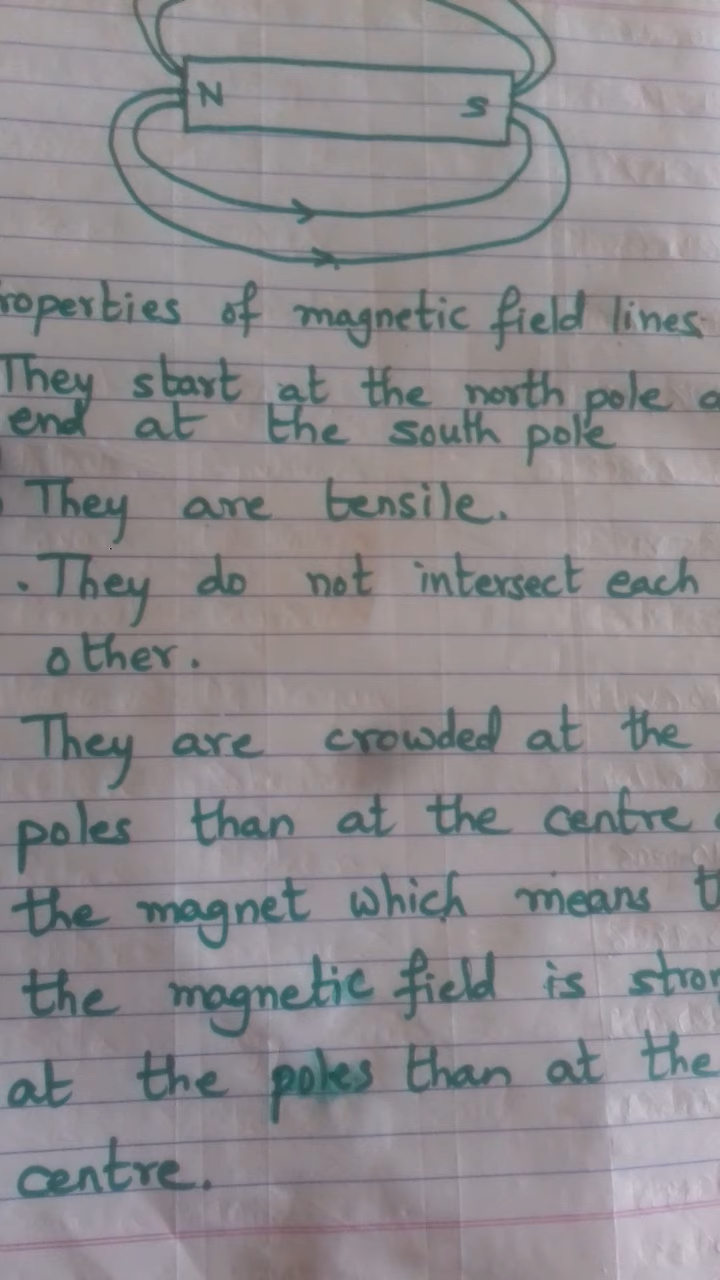 N S
roperties of magnetic field lines
They start at the north pole
end at the south pole
They are tensile.
. They do not intersect each
other.
They are crowded at the
poles than at the centre
the magnet which means
the magnetic field is stron
at the poles than at the
centre.